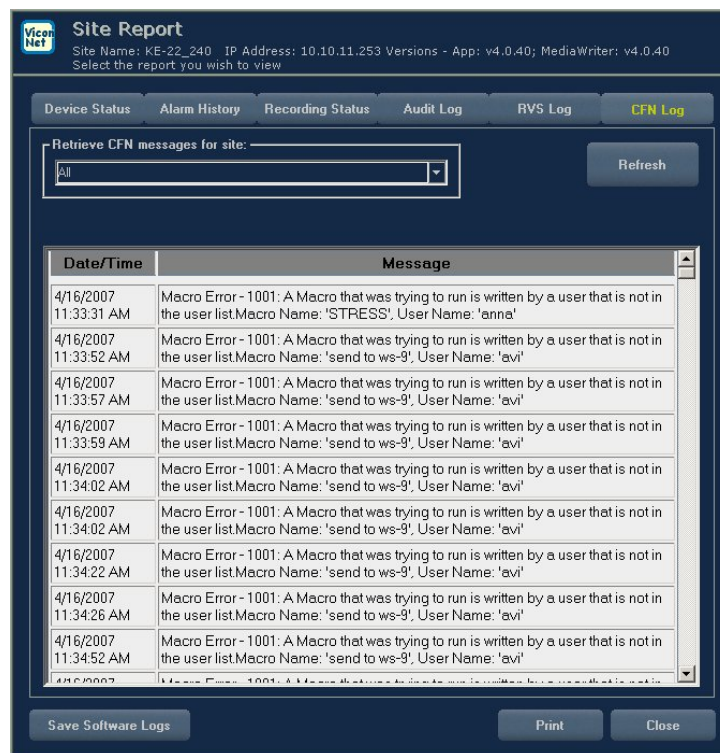 Vicon
Net
Site Report
Site Name: KE-22_240 IP Address: 10.10.11.253 Versions - App: v4.0.40; MediaWriter: v4.0.40
Select the report you wish to view
Device Status Alarm History Recording Status Audit Log RVS Log CFN Log
Retrieve CFN messages for site:
All
Refresh
Date/Time Message
4/16/2007 Macro Error - 1001: A Macro that was trying to run is written by a user that is not in
11:33:31 AM the user list.Macro Name: 'STRESS', User Name: 'anna'
4/16/2007 Macro Error - 1001: A Macro that was trying to run is written by a user that is not in
11:33:52 AM the user list.Macro Name: 'send to ws-9', User Name: 'avi'
4/16/2007 Macro Error - 1001: A Macro that was trying to run is written by a user that is not in
11:33:57 AM the user list.Macro Name: 'send to ws-9', User Name: 'avi'
4/16/2007 Macro Error - 1001: A Macro that was trying to run is written by a user that is not in
11:33:59 AM the user list.Macro Name: 'send to ws-9', User Name: 'avi'
4/16/2007 Macro Error - 1001: A Macro that was trying to run is written by a user that is not in
11:34:02 AM the user list.Macro Name: 'send to ws-9', User Name: 'avi'
4/16/2007 Macro Error - 1001: A Macro that was trying to run is written by a user that is not in
11:34:02 AM the user list.Macro Name: 'send to ws-9', User Name: 'avi'
4/16/2007 Macro Error - 1001: A Macro that was trying to run is written by a user that is not in
11:34:22 AM the user list.Macro Name: 'send to ws-9', User Name: 'avi'
4/16/2007 Macro Error - 1001: A Macro that was trying to run is written by a user that is not in
11:34:26 AM the user list.Macro Name: 'send to ws-9', User Name: 'avi'
4/16/2007 Macro Error - 1001: A Macro that was trying to run is written by a user that is not in
11:34:52 AM the user list.Macro Name: 'send to ws-9', User Name: 'avi'
Save Software Logs Print Close